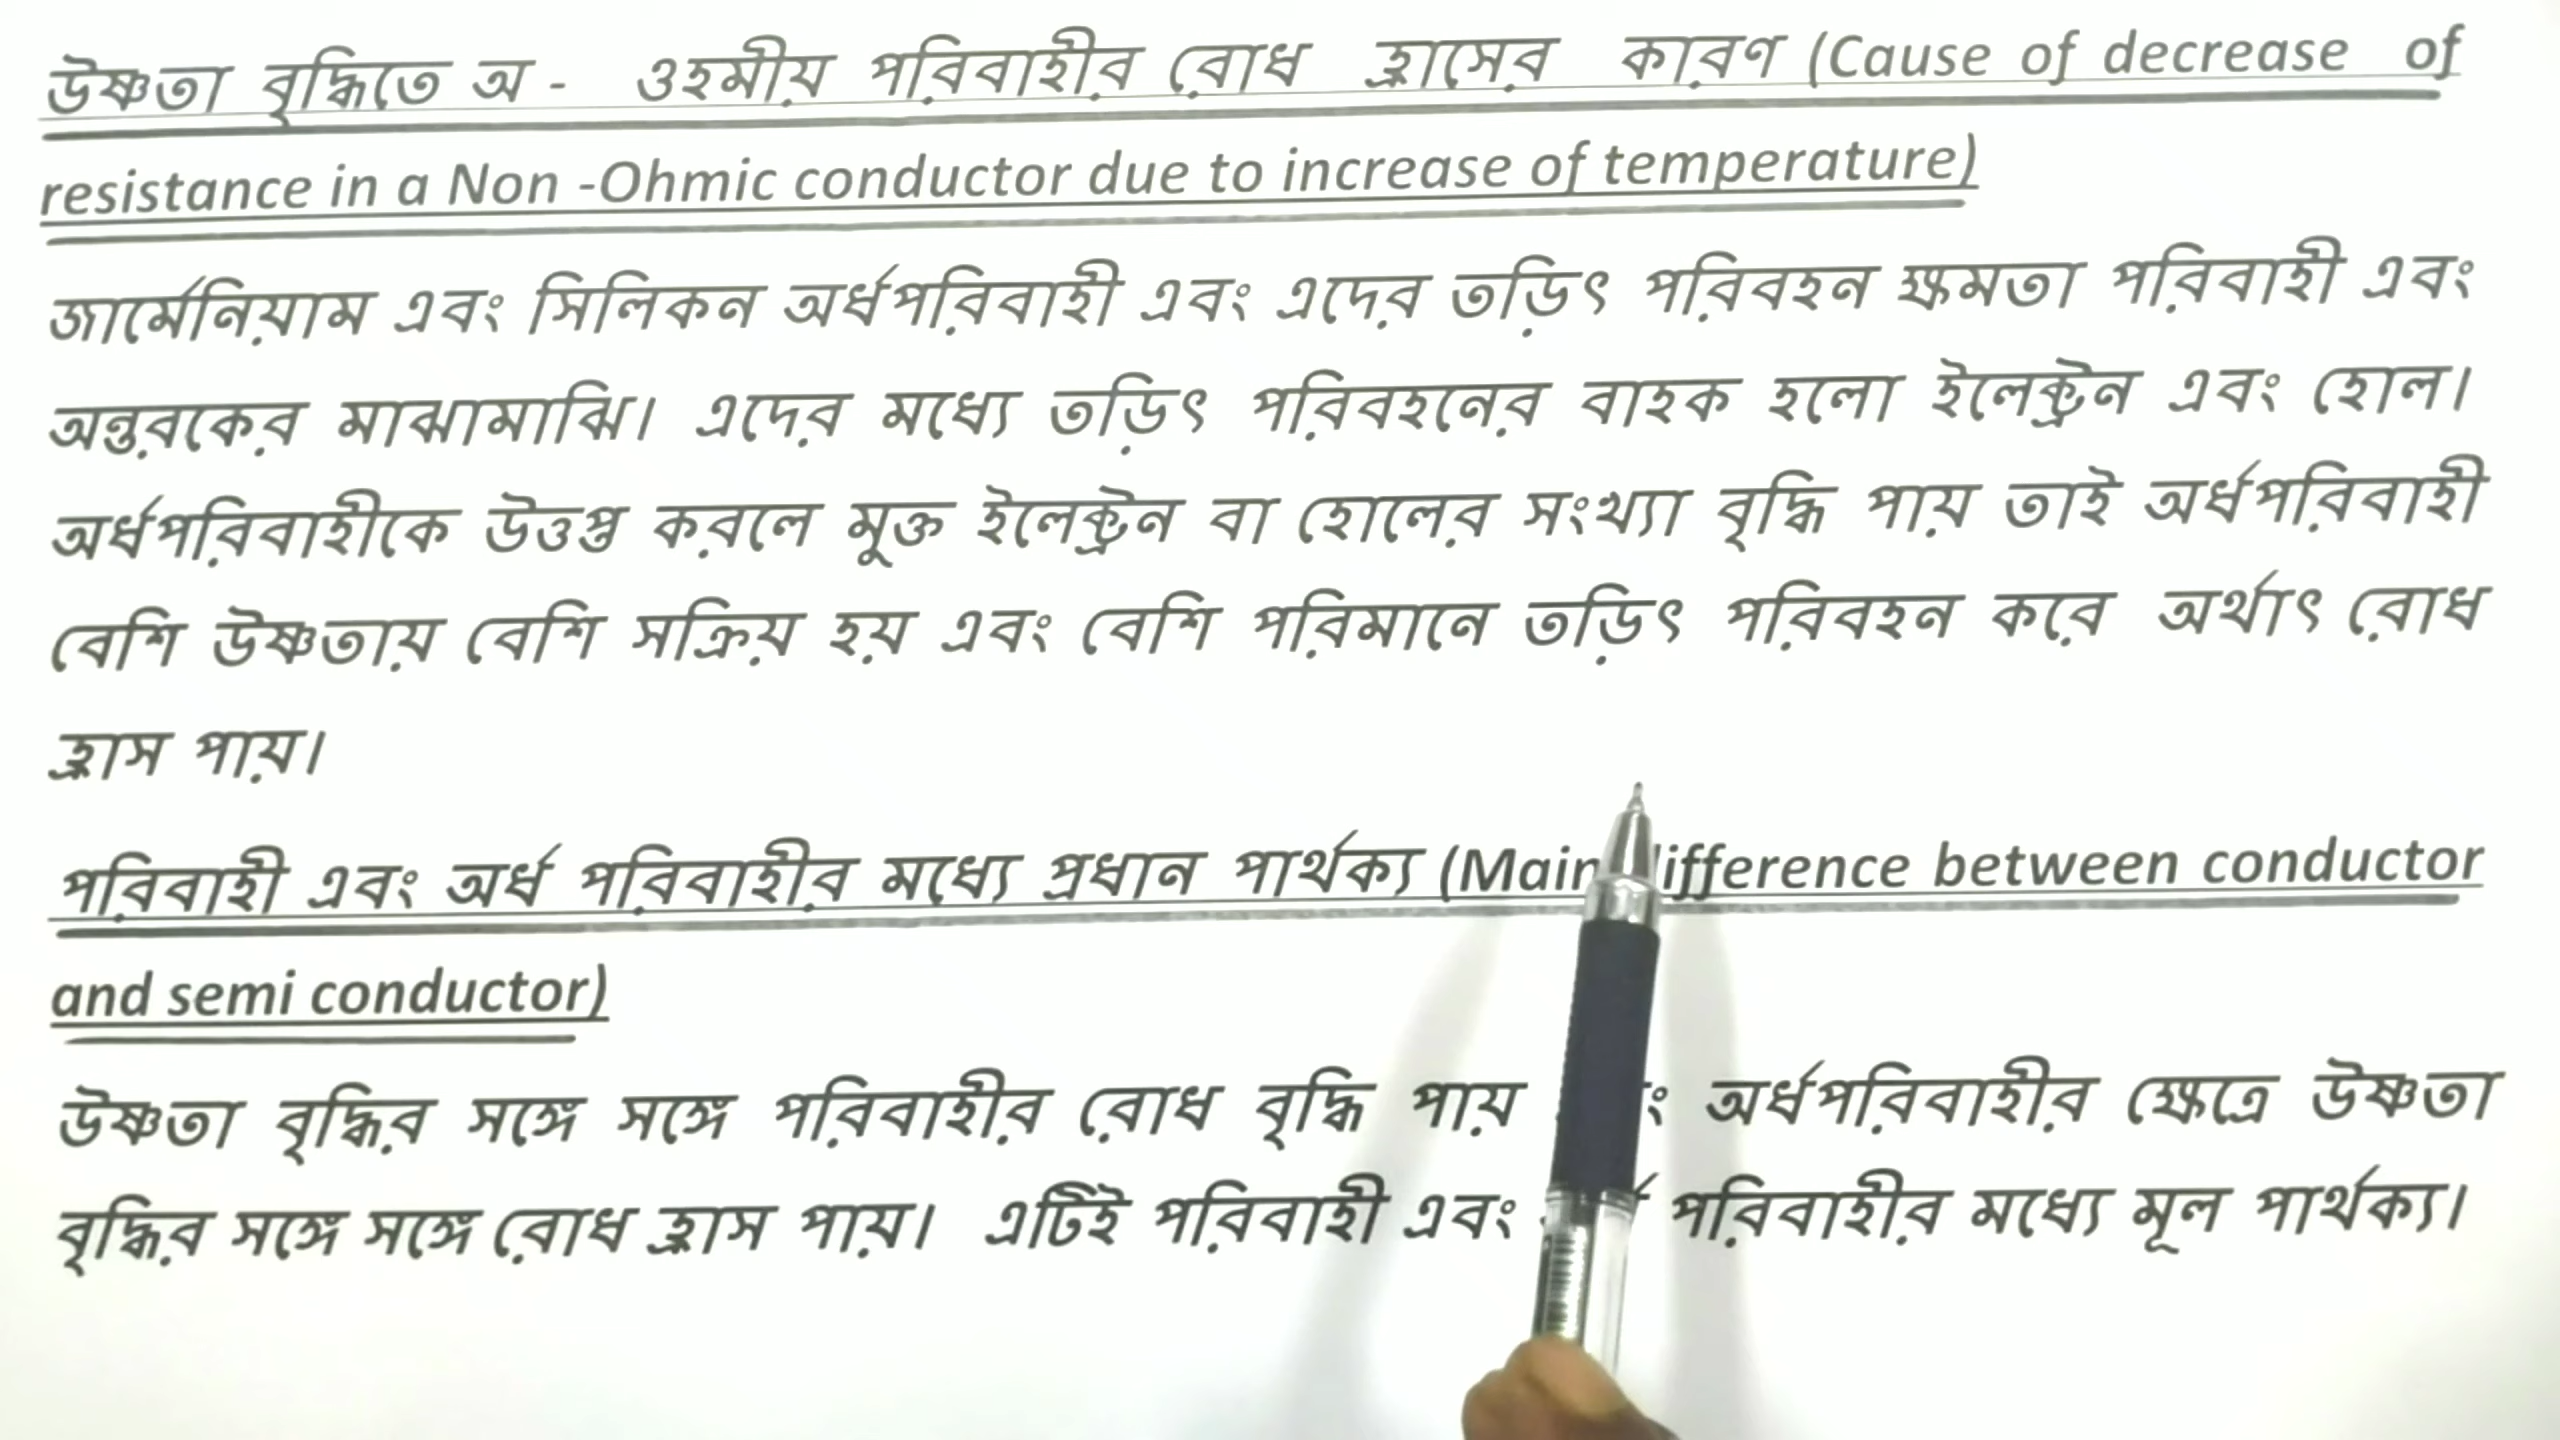 উষ্ণতা বৃদ্ধিতে অ - ওহমীয় পরিবাহীর রোধ হ্রাসের কারণ (Cause of decrease of
resistance in a Non -Ohmic conductor due to increase of temperature)
জার্মেনিয়াম এবং সিলিকন অর্ধপরিবাহী এবং এদের তড়িৎ পরিবহন ক্ষমতা পরিবাহী এবং
অন্তরকের মাঝামাঝি। এদের মধ্যে তড়িৎ পরিবহনের বাহক হলো ইলেক্ট্রন এবং হোল।
অর্ধপরিবাহীকে উত্তপ্ত করলে মুক্ত ইলেক্ট্রন বা হোলের সংখ্যা বৃদ্ধি পায় তাই অর্ধপরিবাহী
বেশি উষ্ণতায় বেশি সক্রিয় হয় এবং বেশি পরিমানে তড়িৎ পরিবহন করে অর্থাৎ রোধ
হ্রাস পায়।
পরিবাহী এবং অর্ধ পরিবাহীর মধ্যে প্রধান পার্থক্য (Main between conductor
and semi conductor)
উষ্ণতা বৃদ্ধির সঙ্গে সঙ্গে পরিবাহীর রোধ বৃদ্ধি পায় অর্ধপরিবাহীর ক্ষেত্রে উষ্ণতা
বৃদ্ধির সঙ্গে সঙ্গে রোধ হ্রাস পায়। এটিই পরিবাহী এবং পরিবাহীর মধ্যে মূল পার্থক্য।